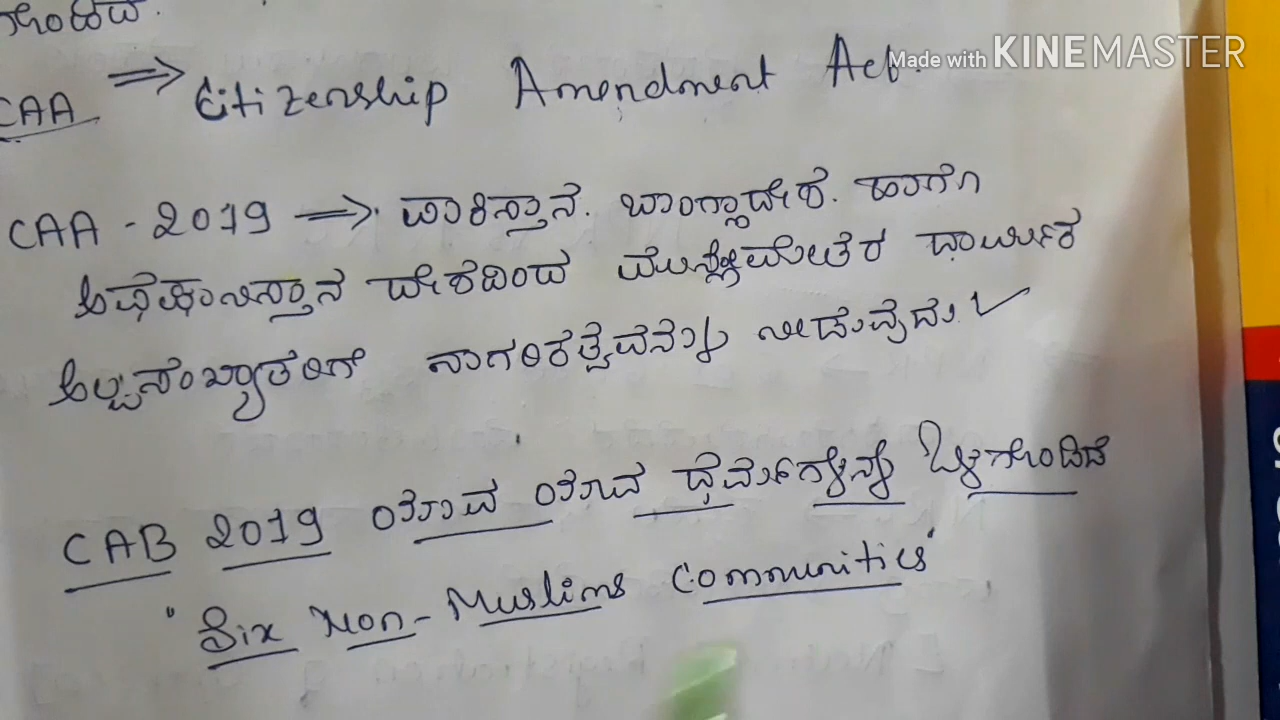 Made with KINEMASTER
CAA ⇒ Citizenship Amendment Act.
CAA - 2019 ⇒ ಪಾಕಿಸ್ತಾನ. ಬಾಂಗ್ಲಾದೇಶ. ಹಾಗೂ
ಅಫಘಾನಿಸ್ತಾನ ದೇಶದಿಂದ ಮುಸ್ಲೀಮೇತರ ಧಾರ್ಮಿಕ
ಅಲ್ಪಸಂಖ್ಯಾತರಿಗೆ ನಾಗರಿಕತ್ವವನ್ನು ನೀಡುವುದು ✓
CAB 2019 ಯಾವ ಯಾವ ಧರ್ಮಗಳನ್ನು ಒಳಗೊಂಡಿದೆ
"Six Non-Muslims Communities"